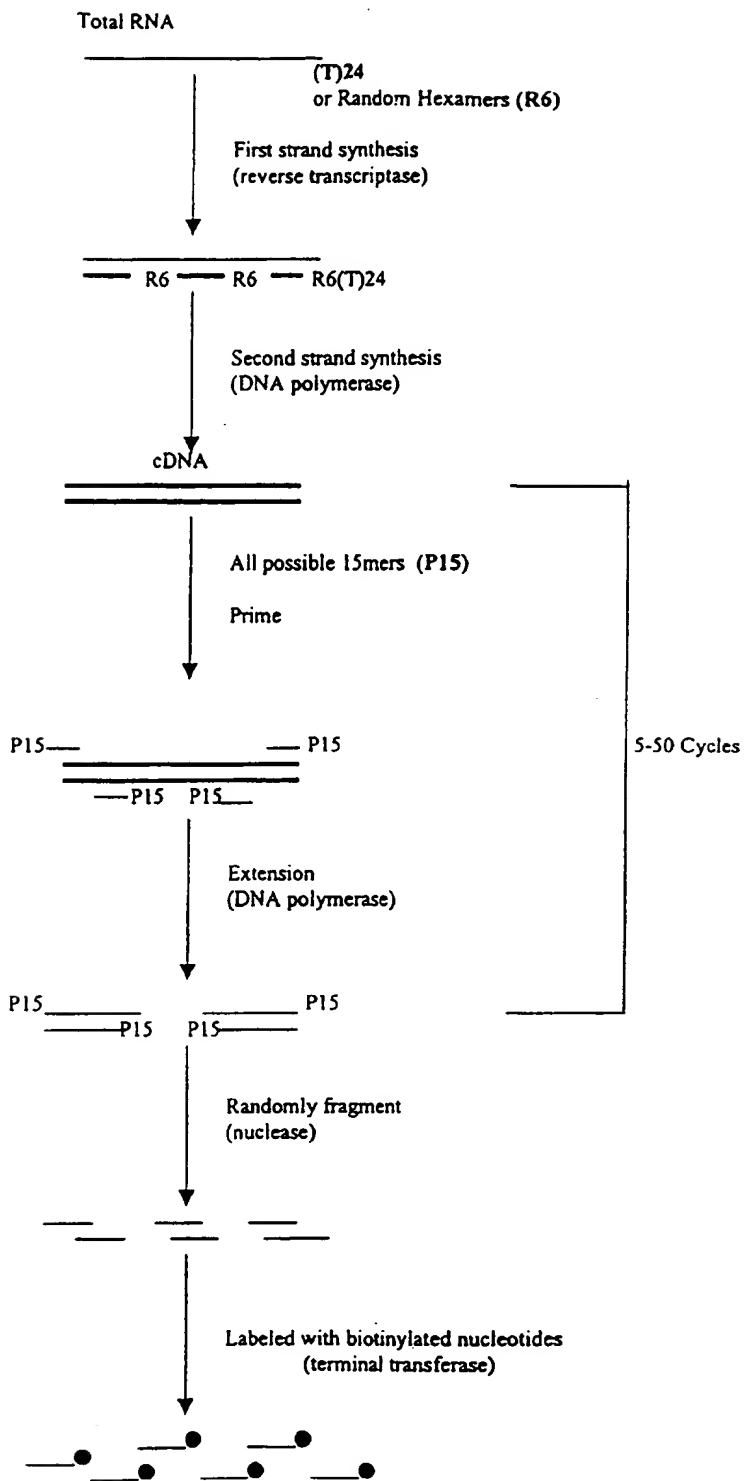 Total RNA
(T)24
or Random Hexamers (R6)
First strand synthesis
(reverse transcriptase)
R6 R6 R6(T)24
Second strand synthesis
(DNA polymerase)
cDNA
All possible 15mers (P15)
Prime
P15 P15
5-50 Cycles
P15 P15
Extension
(DNA polymerase)
P15 P15
P15 P15
Randomly fragment
(nuclease)
Labeled with biotinylated nucleotides
(terminal transferase)